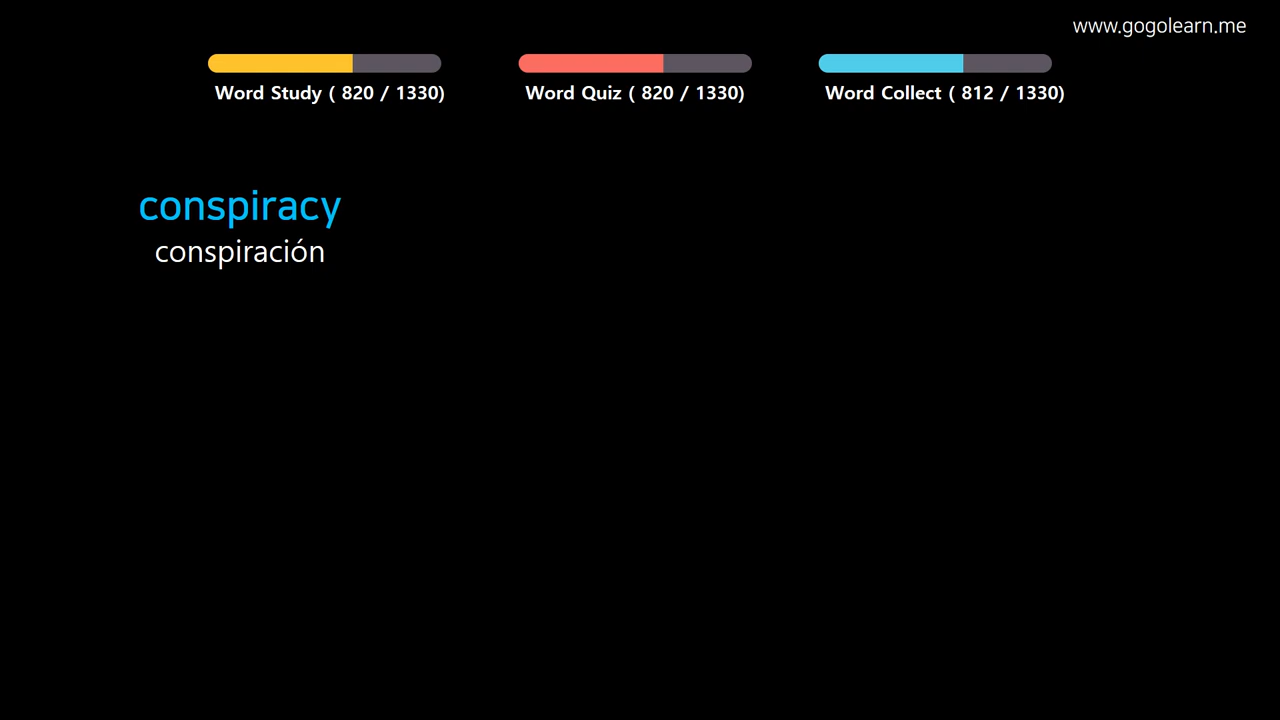 www.gogolearn.me
Word Study ( 820 / 1330)
Word Quiz ( 820 / 1330)
Word Collect ( 812 / 1330)
conspiracy
conspiración